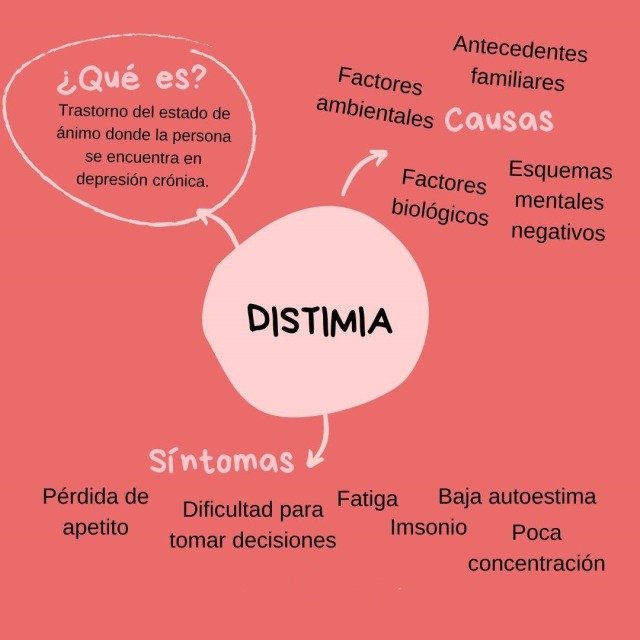 ¿Qué es?
Trastorno del estado de
ánimo donde la persona
se encuentra en
depresión crónica.
Antecedentes
familiares
Factores
ambientales
Causas
Factores
biológicos
Esquemas
mentales
negativos
DISTIMIA
Síntomas
Pérdida de
apetito
Dificultad para
tomar decisiones
Fatiga
Imsonio
Baja autoestima
Poca
concentración